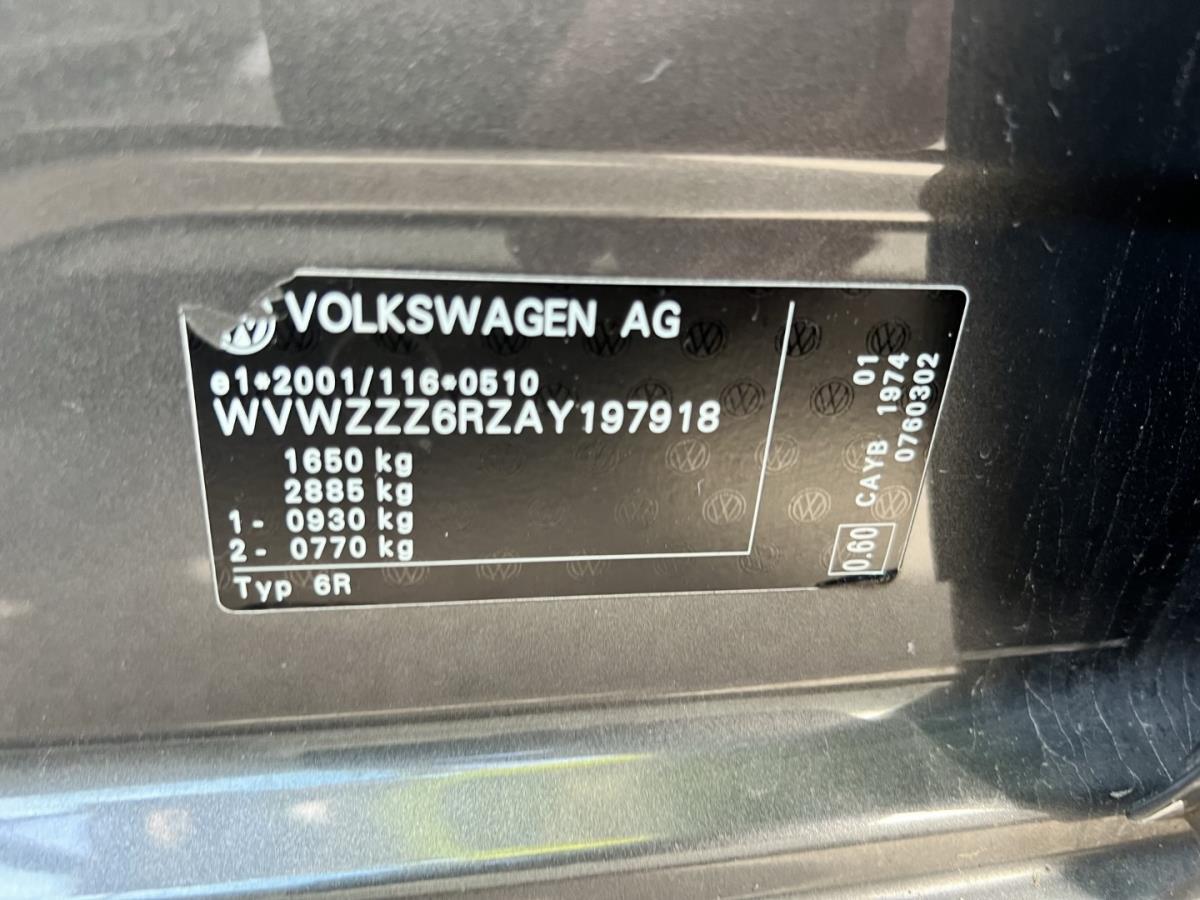 VOLKSWAGEN AG
e1*2001/116*0510
WVWZZZ6RZAY197918
1650 kg
2885 kg
1- 0930 kg
2- 0770 kg
Typ 6R
0.60 CAYB 1974 01
0760302